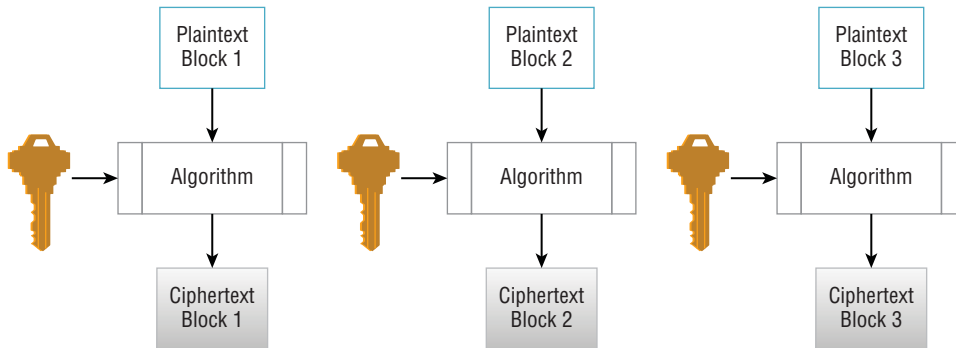 Plaintext
Block 1
Plaintext
Block 2
Plaintext
Block 3
Algorithm
Algorithm
Algorithm
Ciphertext
Block 1
Ciphertext
Block 2
Ciphertext
Block 3